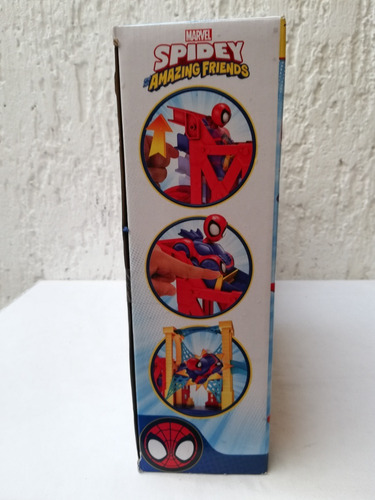 MARVEL
SPIDEY
AND HIS
AMAZING FRIENDS